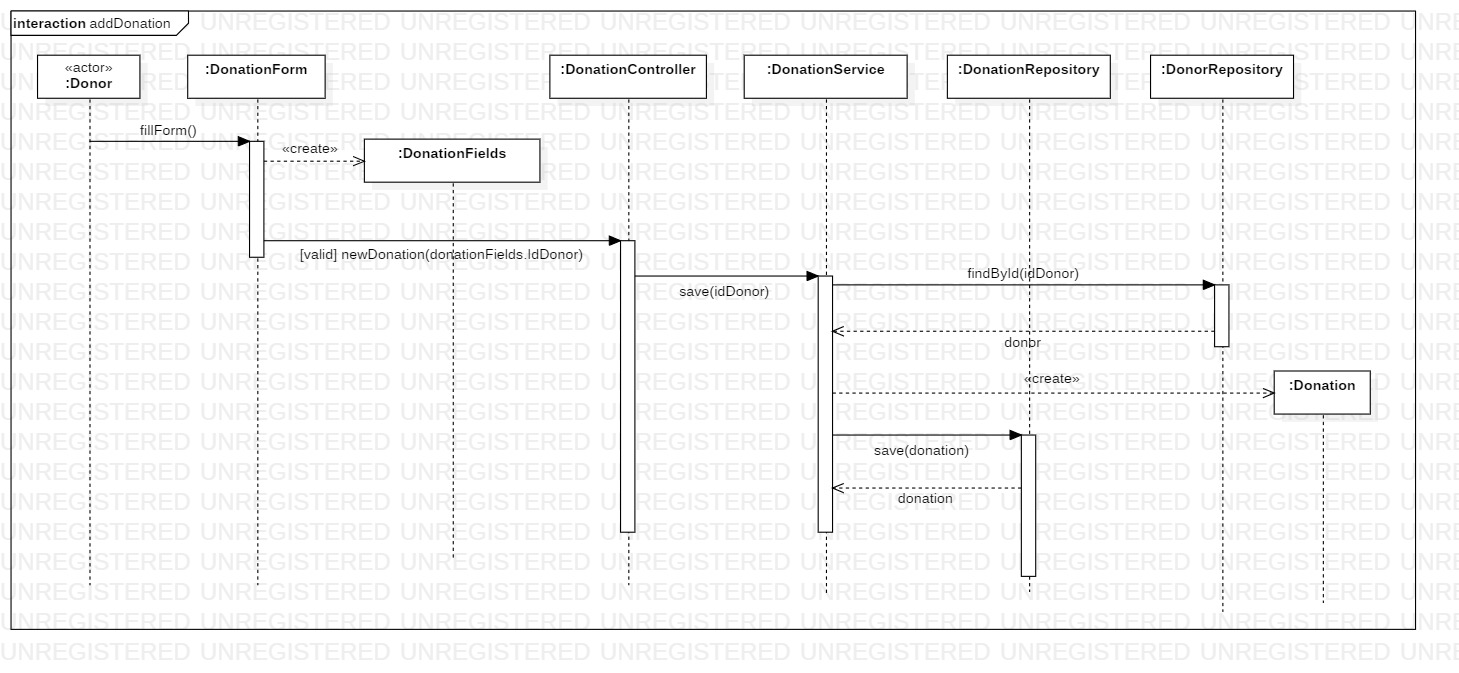 interaction addDonation
«actor»
:Donor
:DonationForm
:DonationController
:DonationService
:DonationRepository
:DonorRepository
fillForm()
«create»
:DonationFields
[valid] newDonation(donationFields.IdDonor)
findById(idDonor)
save(idDonor)
donor
«create»
:Donation
save(donation)
donation
UNREGISTERED UNREGISTERED UNREGISTERED UNREGISTERED UNREGISTERED UNREGISTERED UNREGISTERED UNRE